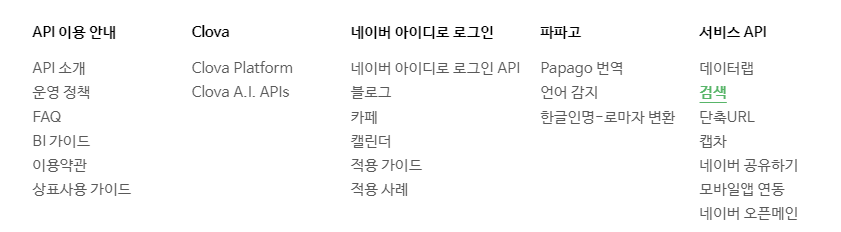 API 이용 안내
API 소개
운영 정책
FAQ
BI 가이드
이용약관
상표사용 가이드
Clova
Clova Platform
Clova A.I. APIs
네이버 아이디로 로그인
네이버 아이디로 로그인 API
블로그
카페
캘린더
적용 가이드
적용 사례
파파고
Papago 번역
언어 감지
한글인명-로마자 변환
서비스 API
데이터랩
검색
단축URL
캡차
네이버 공유하기
모바일앱 연동
네이버 오픈메인